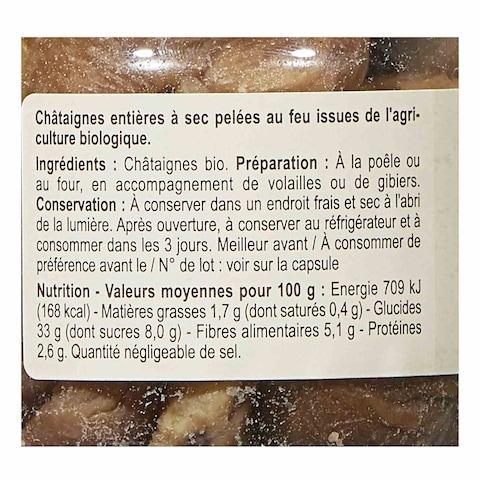 Châtaignes entières à sec pelées au feu issues de l'agri-
culture biologique.
Ingrédients : Châtaignes bio. Préparation : À la poêle ou
au four, en accompagnement de volailles ou de gibiers.
Conservation : À conserver dans un endroit frais et sec à l'abri
de la lumière. Après ouverture, à conserver au réfrigérateur et à
consommer dans les 3 jours. Meilleur avant / À consommer de
préférence avant le / N° de lot : voir sur la capsule
Nutrition - Valeurs moyennes pour 100 g : Energie 709 kJ
(168 kcal) - Matières grasses 1,7 g (dont saturés 0,4 g) - Glucides
33 g (dont sucres 8,0 g) - Fibres alimentaires 5,1 g - Protéines
2,6 g. Quantité négligeable de sel.